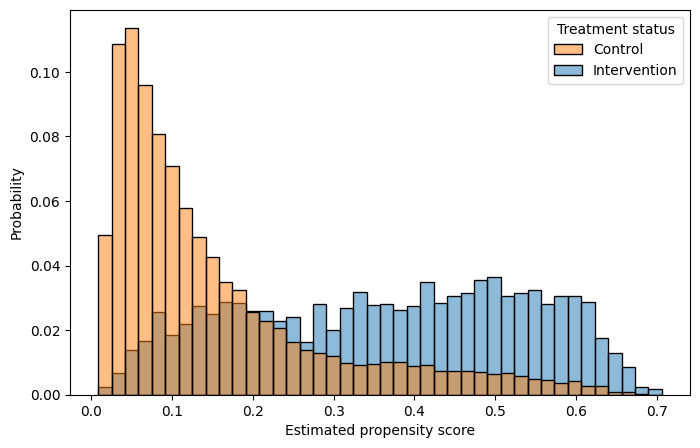 Treatment status
Control
Intervention
Probability
0.10
0.08
0.06
0.04
0.02
0.00
0.0 0.1 0.2 0.3 0.4 0.5 0.6 0.7
Estimated propensity score